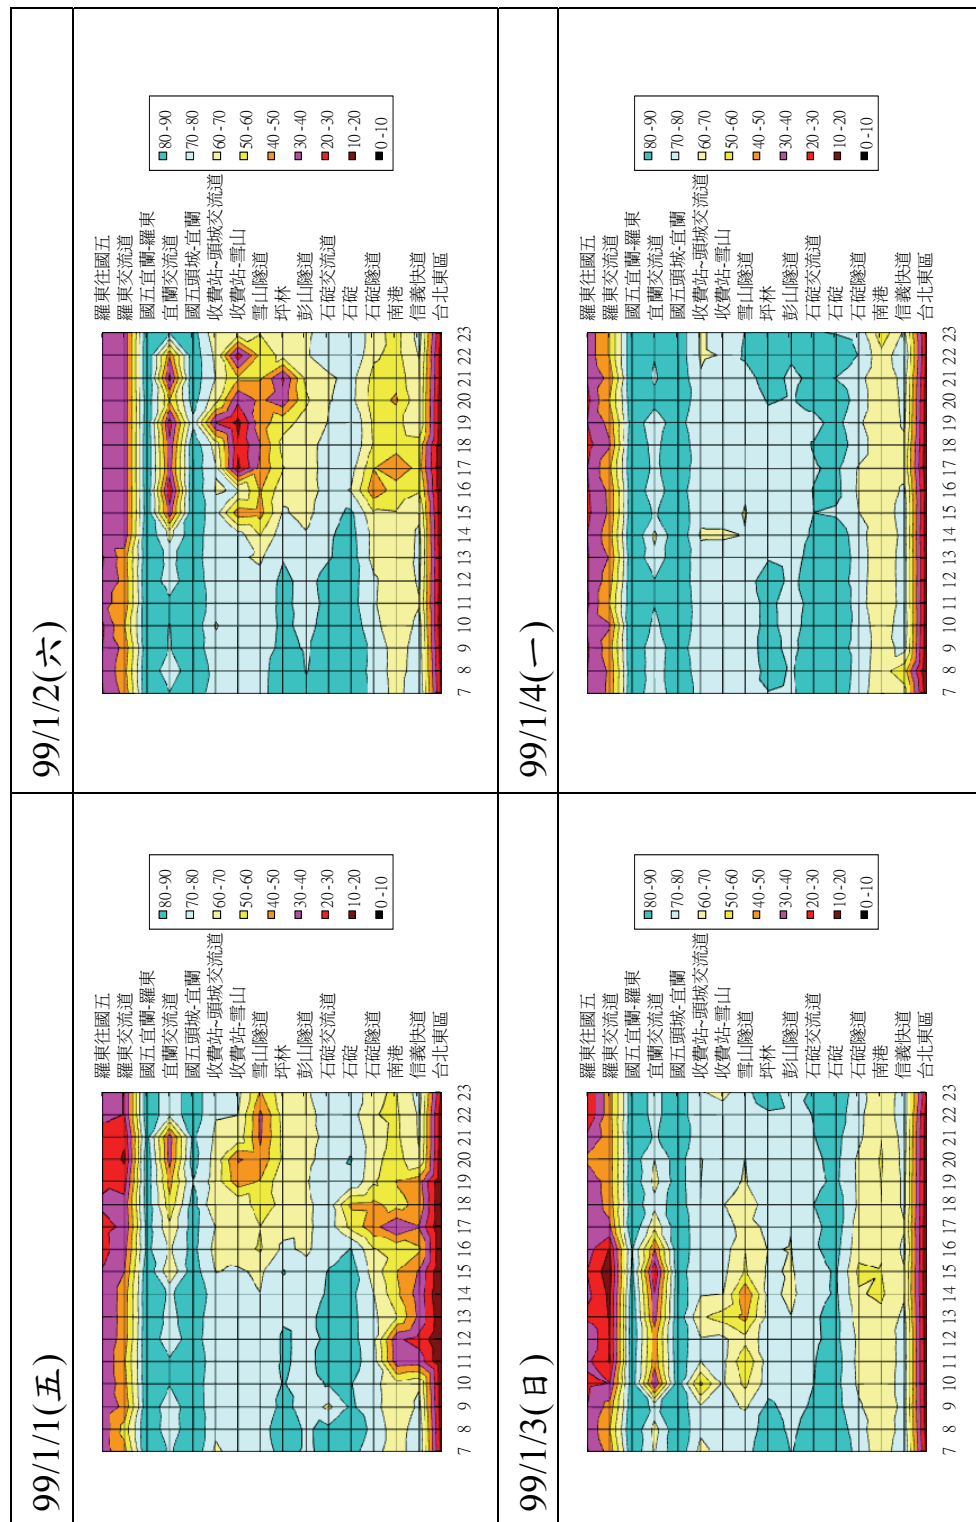 99/1/1(五)
羅東往國五
羅東交流道
國五宜蘭-羅東
宜蘭交流道
國五頭城-宜蘭
收費站~頭城交流道
收費站-雪山
雪山隧道
坪林
彭山隧道
石碇交流道
石碇
石碇隧道
南港
信義快道
台北東區
7 8 9 10 11 12 13 14 15 16 17 18 19 20 21 22 23
80-90
70-80
60-70
50-60
40-50
30-40
20-30
10-20
0-10
99/1/2(六)
羅東往國五
羅東交流道
國五宜蘭-羅東
宜蘭交流道
國五頭城-宜蘭
收費站~頭城交流道
收費站-雪山
雪山隧道
坪林
彭山隧道
石碇交流道
石碇
石碇隧道
南港
信義快道
台北東區
7 8 9 10 11 12 13 14 15 16 17 18 19 20 21 22 23
80-90
70-80
60-70
50-60
40-50
30-40
20-30
10-20
0-10
99/1/3(日)
羅東往國五
羅東交流道
國五宜蘭-羅東
宜蘭交流道
國五頭城-宜蘭
收費站~頭城交流道
收費站-雪山
雪山隧道
坪林
彭山隧道
石碇交流道
石碇
石碇隧道
南港
信義快道
台北東區
7 8 9 10 11 12 13 14 15 16 17 18 19 20 21 22 23
80-90
70-80
60-70
50-60
40-50
30-40
20-30
10-20
0-10
99/1/4(一)
羅東往國五
羅東交流道
國五宜蘭-羅東
宜蘭交流道
國五頭城-宜蘭
收費站~頭城交流道
收費站-雪山
雪山隧道
坪林
彭山隧道
石碇交流道
石碇
石碇隧道
南港
信義快道
台北東區
7 8 9 10 11 12 13 14 15 16 17 18 19 20 21 22 23
80-90
70-80
60-70
50-60
40-50
30-40
20-30
10-20
0-10